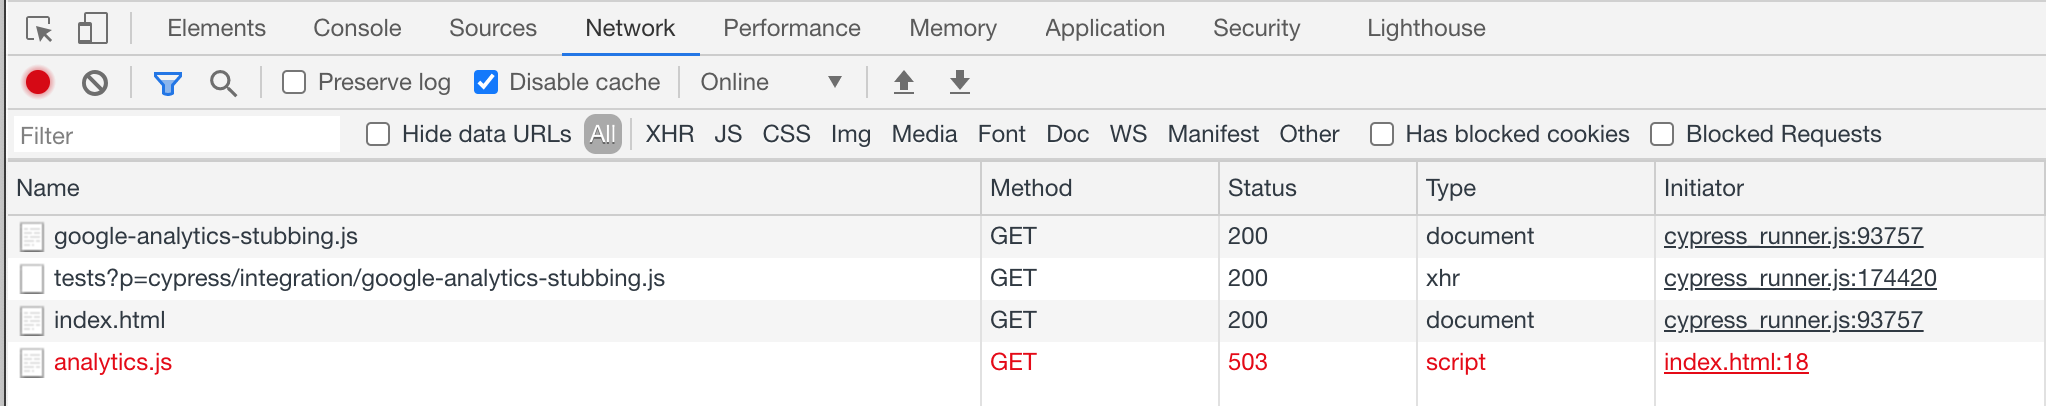 Elements Console Sources Network Performance Memory Application Security Lighthouse
Preserve log Disable cache Online
Filter Hide data URLs All XHR JS CSS Img Media Font Doc WS Manifest Other Has blocked cookies Blocked Requests
Name Method Status Type Initiator
google-analytics-stubbing.js GET 200 document cypress_runner.js:93757
tests?p=cypress/integration/google-analytics-stubbing.js GET 200 xhr cypress_runner.js:174420
index.html GET 200 document cypress_runner.js:93757
analytics.js GET 503 script index.html:18